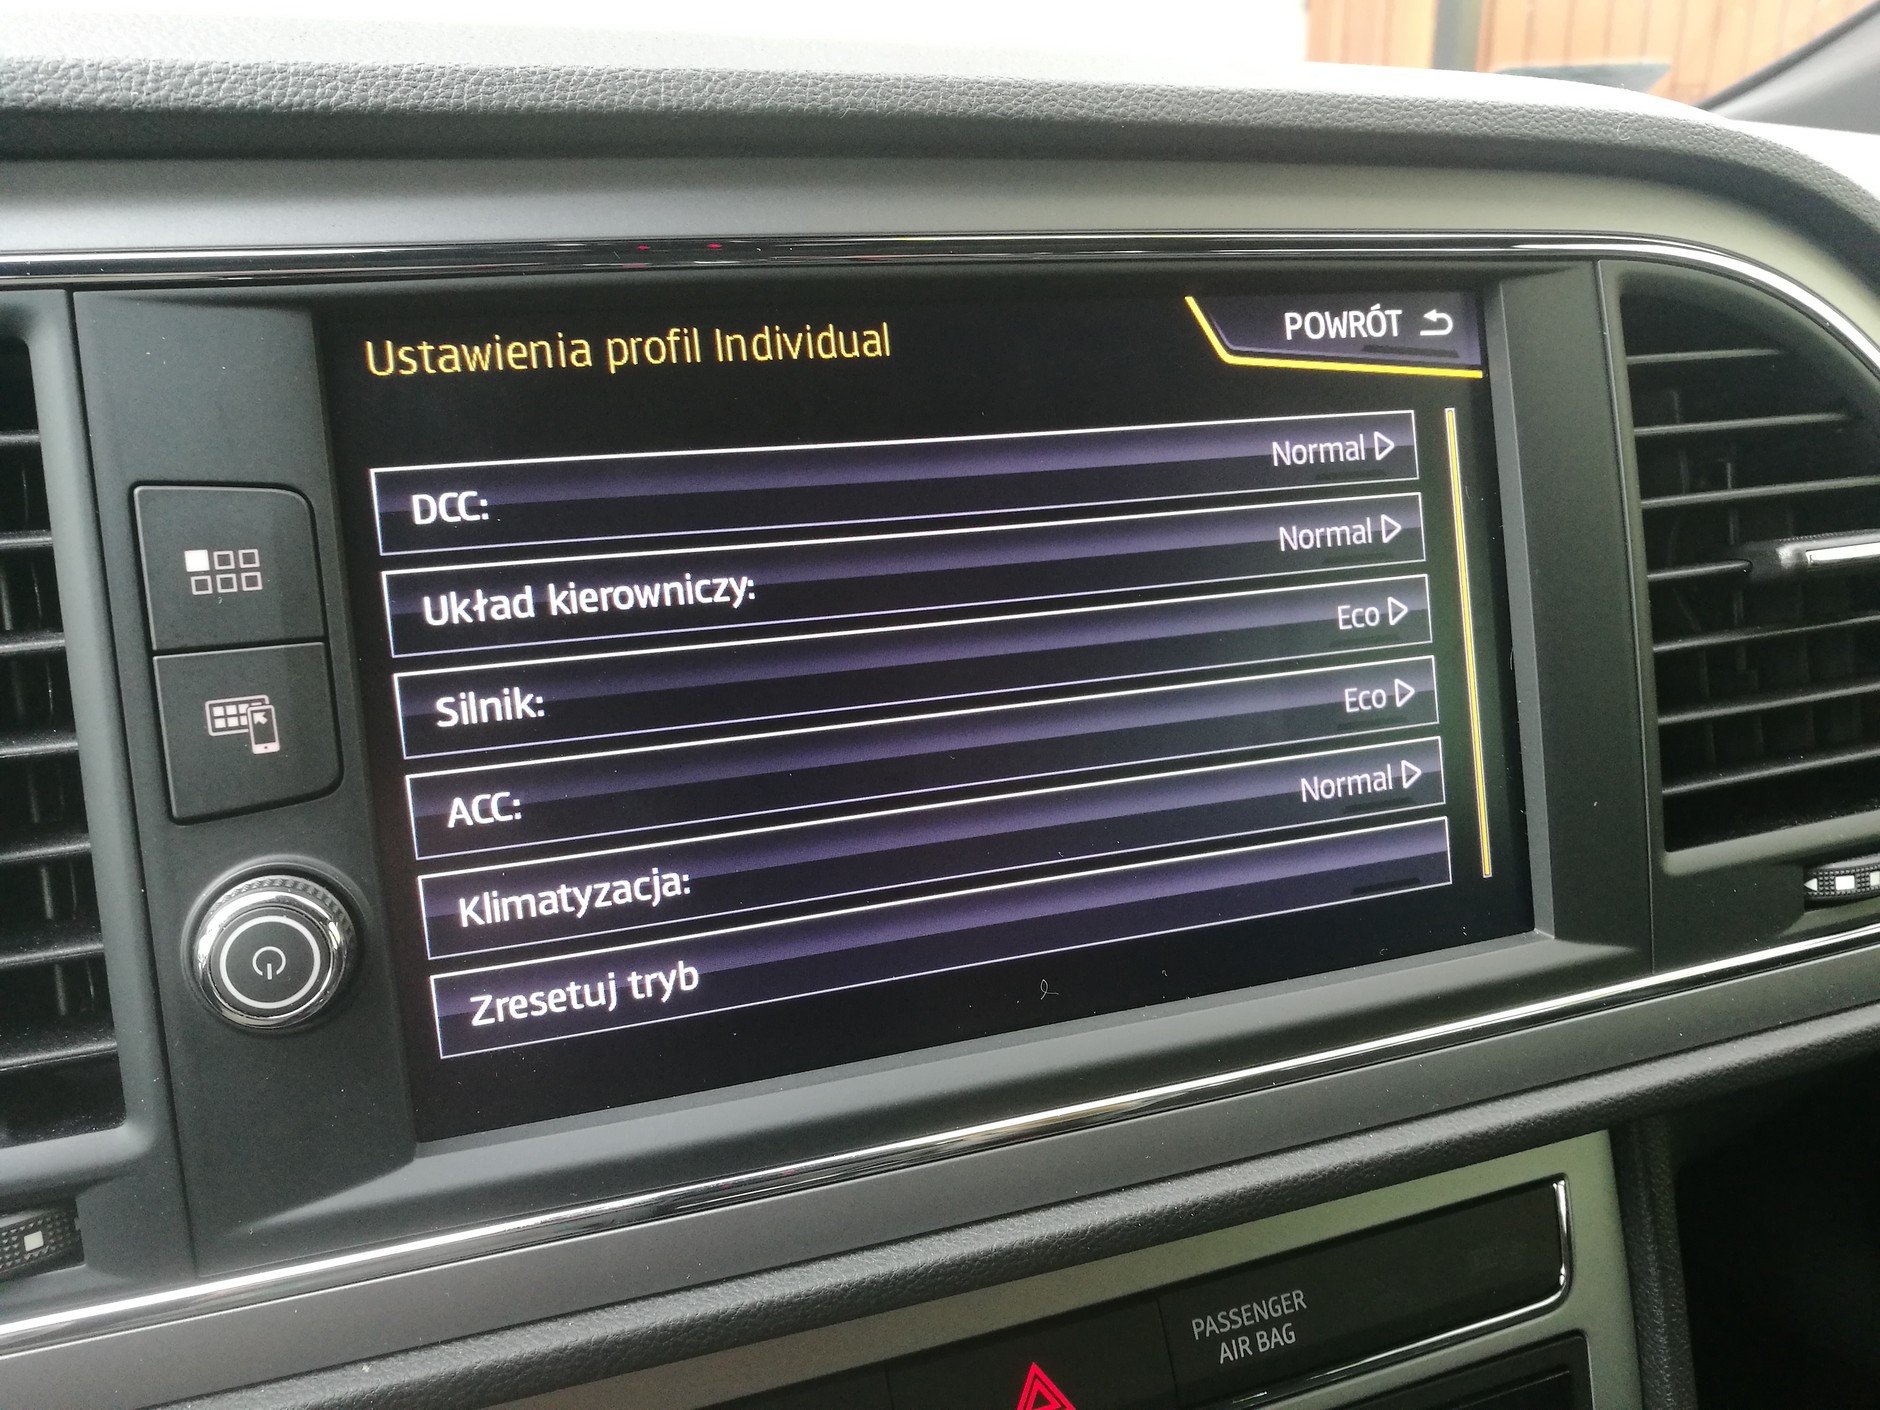 Ustawienia profil Individual
POWRÓT
DCC: Normal
Układ kierowniczy: Normal
Silnik: Eco
ACC: Eco
Klimatyzacja: Normal
Zresetuj tryb
PASSENGER
AIR BAG